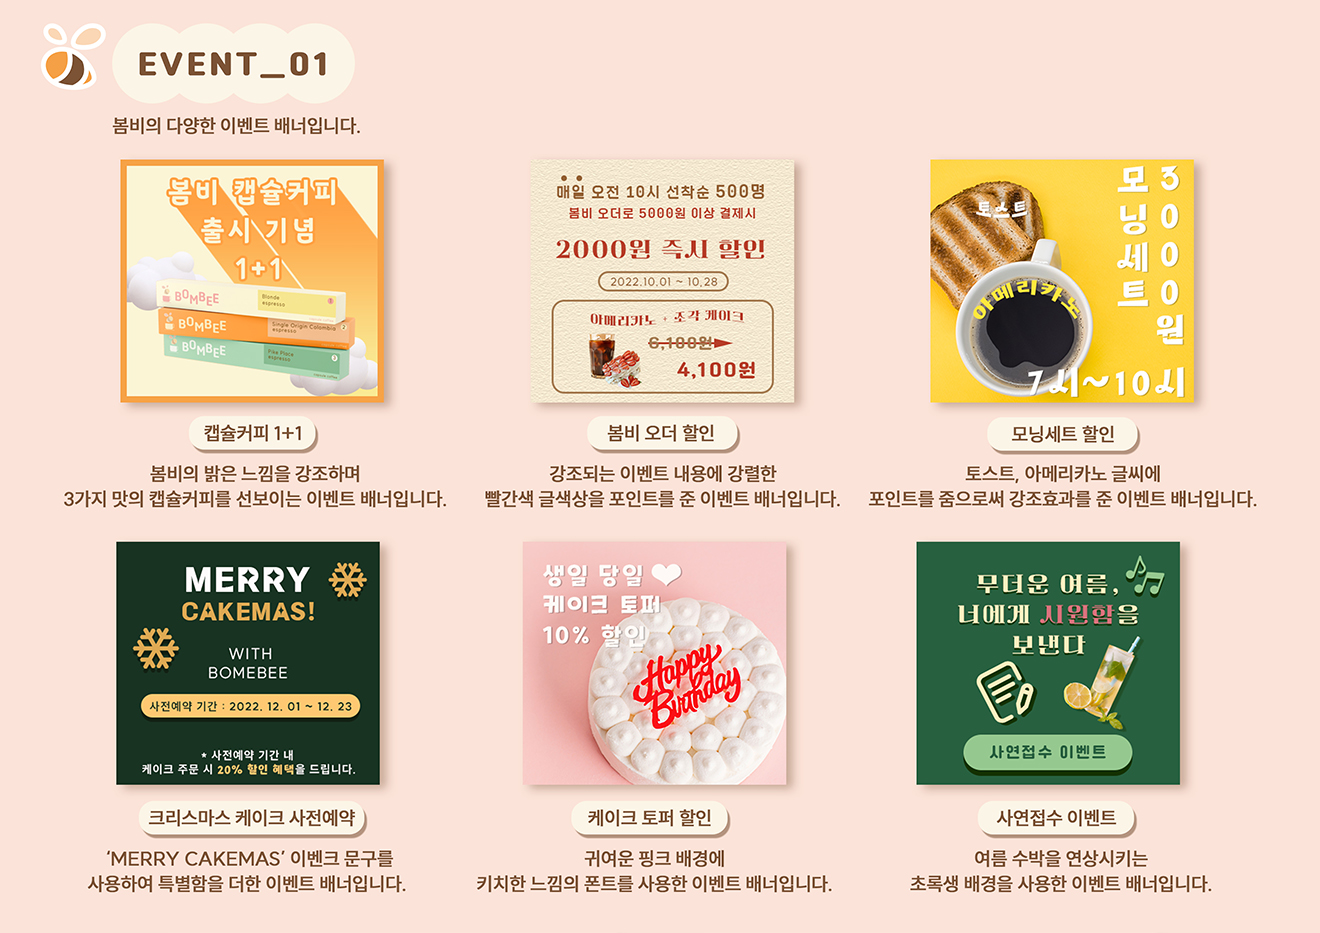 EVENT_01
봄비의 다양한 이벤트 배너입니다.
봄비 캡슐커피
출시 기념
1+1
BOMBEE
Blonde
espresso
1
BOMBEE
Single Origin Colombia
espresso
2
BOMBEE
Pike Place
espresso
3
캡슐커피 1+1
봄비의 밝은 느낌을 강조하며
3가지 맛의 캡슐커피를 선보이는 이벤트 배너입니다.
매일 오전 10시 선착순 500명
봄비 오더로 5000원 이상 결제시
2000원 즉시 할인
2022.10.01 ~ 10.28
아메리카노 + 조각 케이크
6,100원
4,100원
봄비 오더 할인
강조되는 이벤트 내용에 강렬한
빨간색 글색상을 포인트를 준 이벤트 배너입니다.
모닝세트
3000원
토스트
아메리카노
7시~10시
모닝세트 할인
토스트, 아메리카노 글씨에
포인트를 줌으로써 강조효과를 준 이벤트 배너입니다.
MERRY
CAKEMAS!
WITH
BOMEBEE
사전예약 기간 : 2022. 12. 01 ~ 12. 23
* 사전예약 기간 내
케이크 주문 시 20% 할인 혜택을 드립니다.
크리스마스 케이크 사전예약
‘MERRY CAKEMAS’ 이벤크 문구를
사용하여 특별함을 더한 이벤트 배너입니다.
생일 당일
케이크 토퍼
10% 할인
Happy
Birthday
케이크 토퍼 할인
귀여운 핑크 배경에
키치한 느낌의 폰트를 사용한 이벤트 배너입니다.
무더운 여름,
너에게 시원함을
보낸다
사연접수 이벤트
사연접수 이벤트
여름 수박을 연상시키는
초록생 배경을 사용한 이벤트 배너입니다.